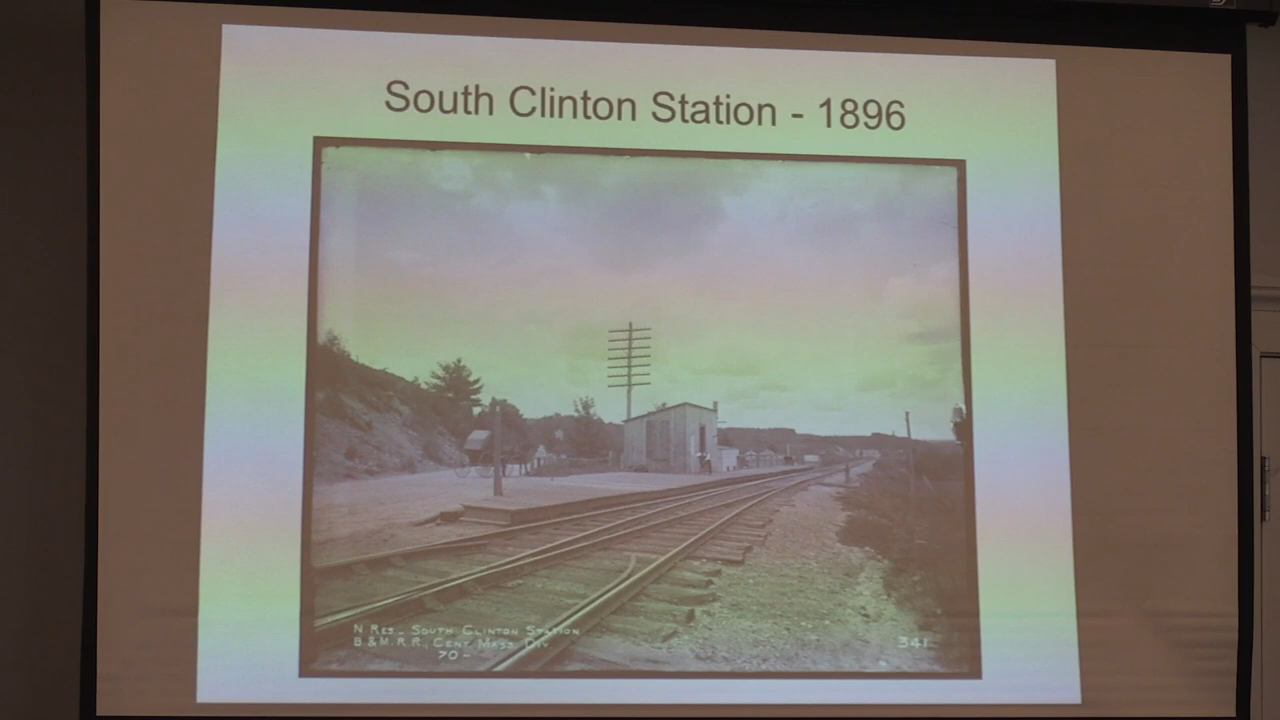 South Clinton Station - 1896
N Res - South Clinton Station
B & M. R. R., Cent. Mass. Div.
70 -
341